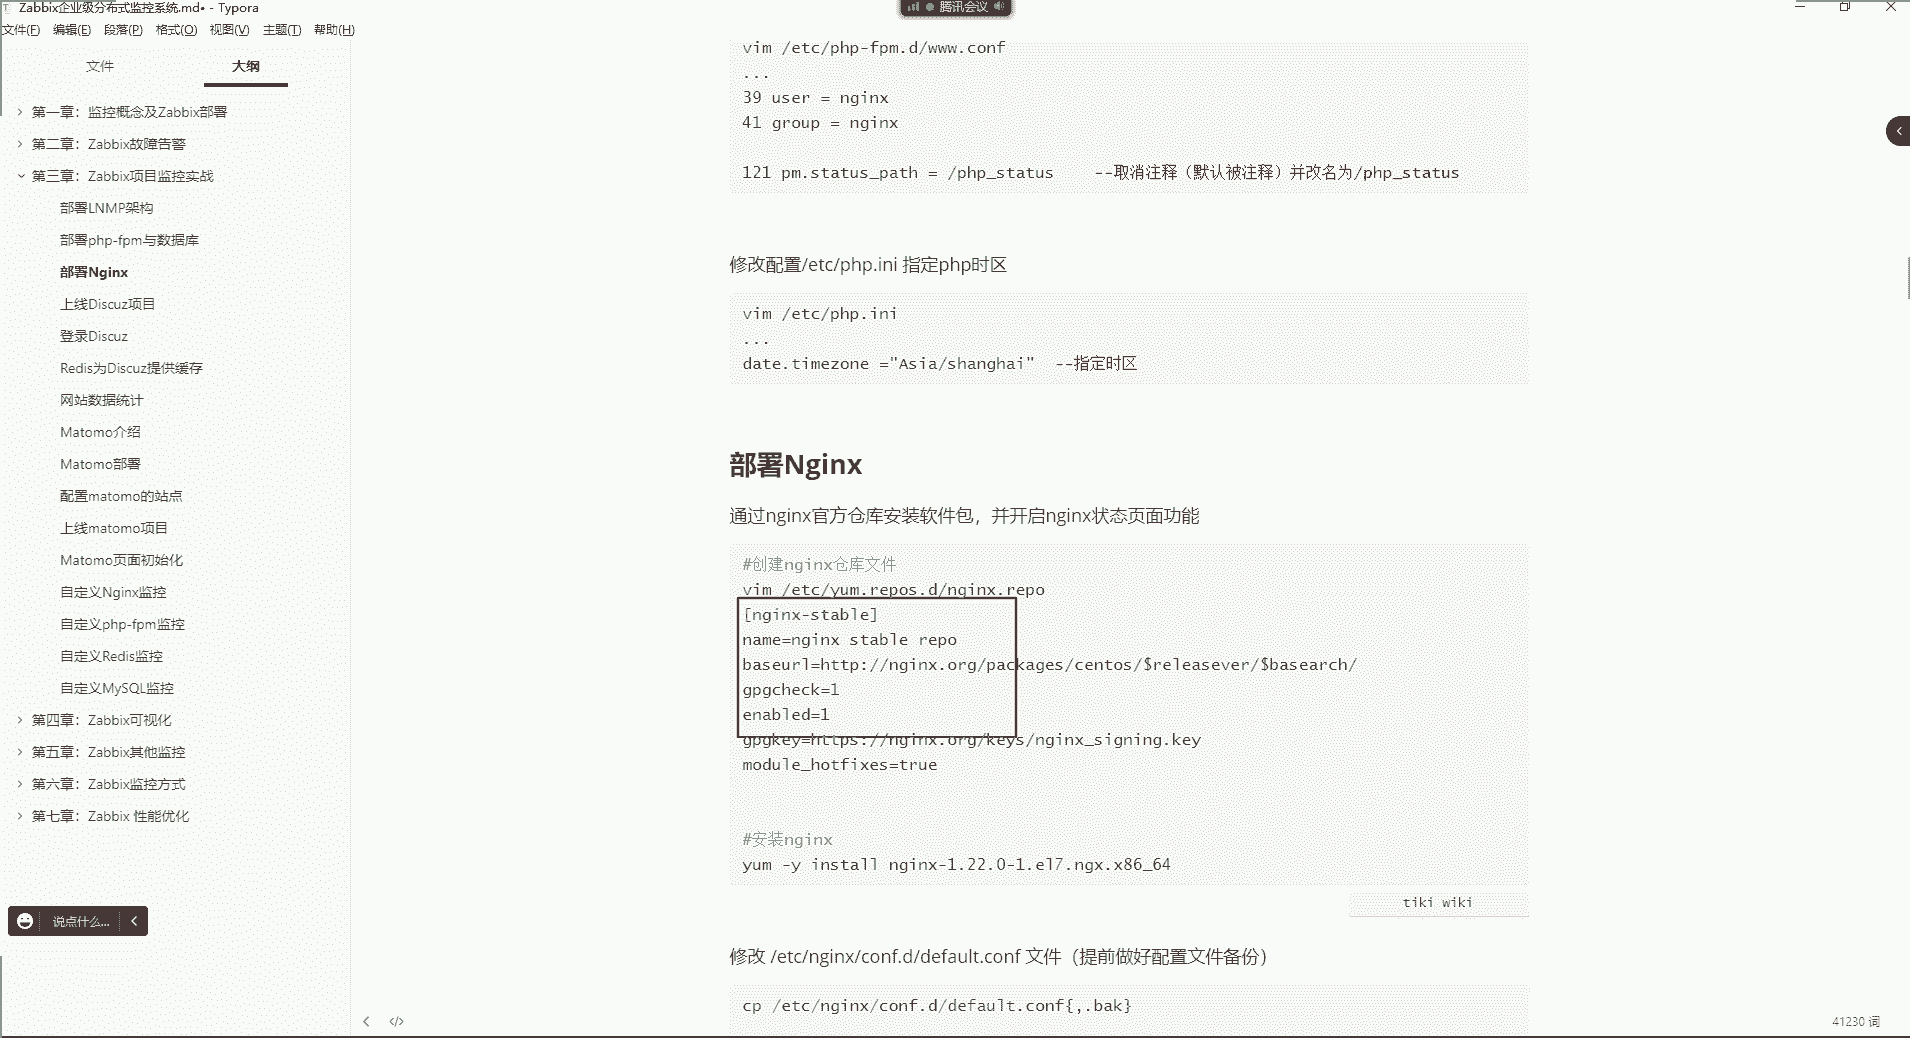 Zabbix企业级分布式监控系统.md• - Typora
腾讯会议
文件(F) 编辑(E) 段落(P) 格式(O) 视图(V) 主题(T) 帮助(H)
文件 大纲
第一章：监控概念及Zabbix部署
第二章：Zabbix故障告警
第三章：Zabbix项目监控实战
部署LNMP架构
部署php-fpm与数据库
部署Nginx
上线Discuz项目
登录Discuz
Redis为Discuz提供缓存
网站数据统计
Matomo介绍
Matomo部署
配置matomo的站点
上线matomo项目
Matomo页面初始化
自定义Nginx监控
自定义php-fpm监控
自定义Redis监控
自定义MySQL监控
第四章：Zabbix可视化
第五章：Zabbix其他监控
第六章：Zabbix监控方式
第七章：Zabbix 性能优化
说点什么...
vim /etc/php-fpm.d/www.conf
...
39 user = nginx
41 group = nginx
121 pm.status_path = /php_status    --取消注释（默认被注释）并改名为/php_status
修改配置/etc/php.ini 指定php时区
vim /etc/php.ini
...
date.timezone ="Asia/shanghai"  --指定时区
部署Nginx
通过nginx官方仓库安装软件包，并开启nginx状态页面功能
#创建nginx仓库文件
vim /etc/yum.repos.d/nginx.repo
[nginx-stable]
name=nginx stable repo
baseurl=http://nginx.org/packages/centos/$releasever/$basearch/
gpgcheck=1
enabled=1
gpgkey=https://nginx.org/keys/nginx_signing.key
module_hotfixes=true
#安装nginx
yum -y install nginx-1.22.0-1.el7.ngx.x86_64
tiki wiki
修改 /etc/nginx/conf.d/default.conf 文件（提前做好配置文件备份）
cp /etc/nginx/conf.d/default.conf{,.bak}
41230 词